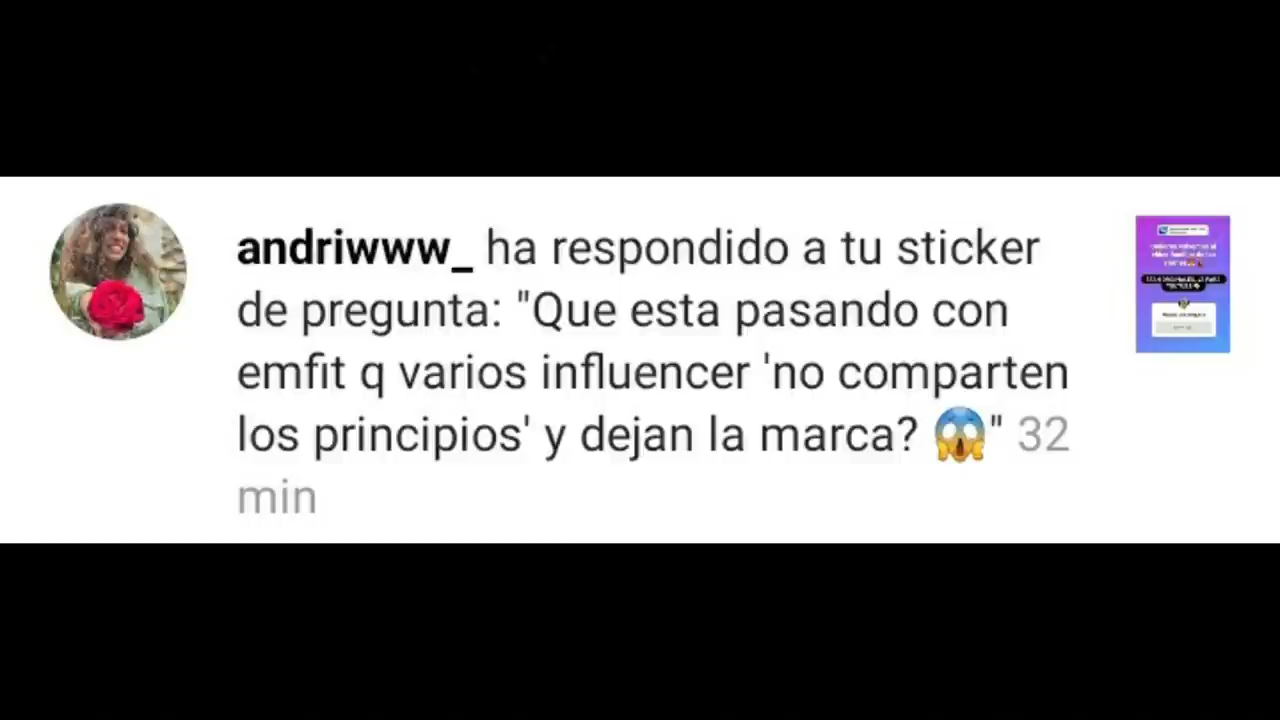 andriwww_ ha respondido a tu sticker
de pregunta: "Que esta pasando con
emfit q varios influencer 'no comparten
los principios' y dejan la marca? 😱" 32
min